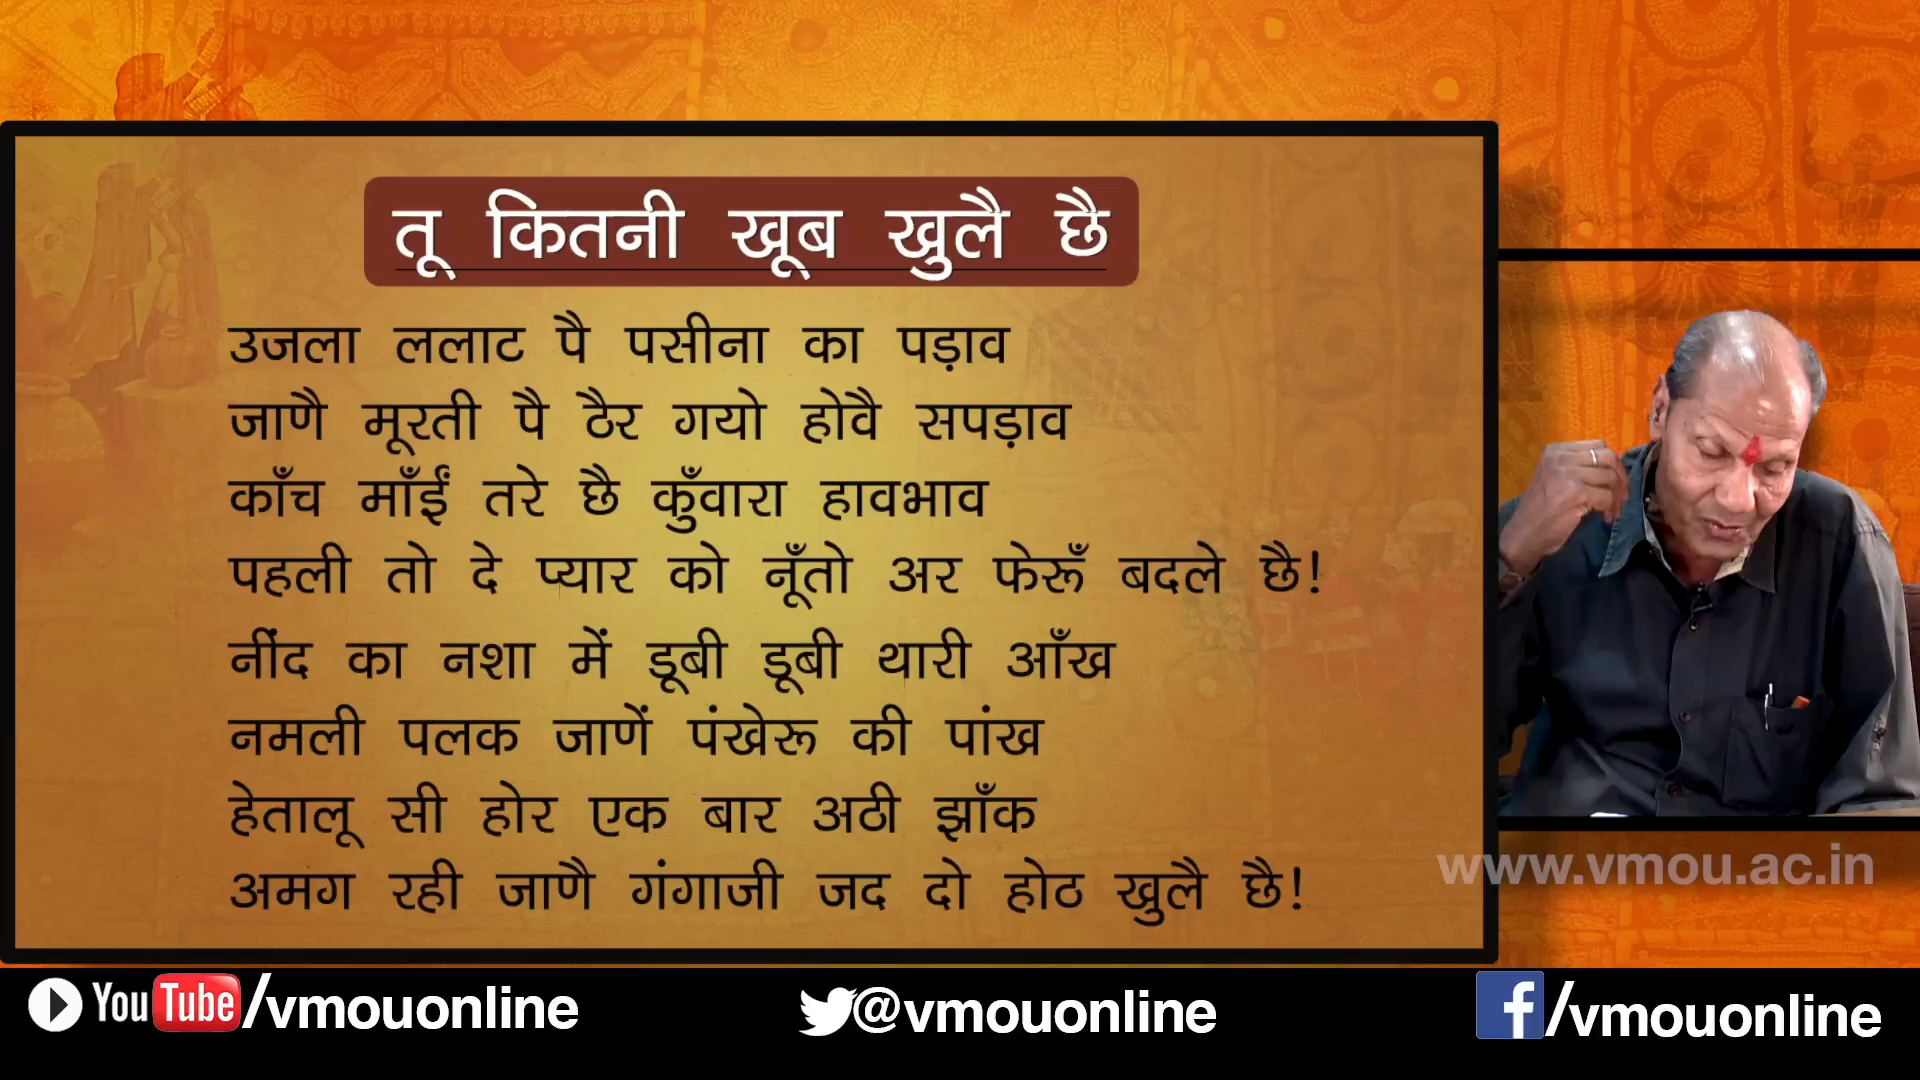 तू कितनी खूब खुलै छै
उजला ललाट पै पसीना का पड़ाव
जाणै मूरती पै ठैर गयो होवै सपड़ाव
काँच माँईं तरे छै कुँवारा हावभाव
पहली तो दे प्यार को नूँतो अर फेरूँ बदले छै!
नींद का नशा में डूबी डूबी थारी आँख
नमली पलक जाणें पंखेरू की पांख
हेतालू सी होर एक बार अठी झाँक
अमग रही जाणै गंगाजी जद दो होठ खुलै छै!
www.vmou.ac.in
YouTube/vmouonline
@vmouonline
f/vmouonline